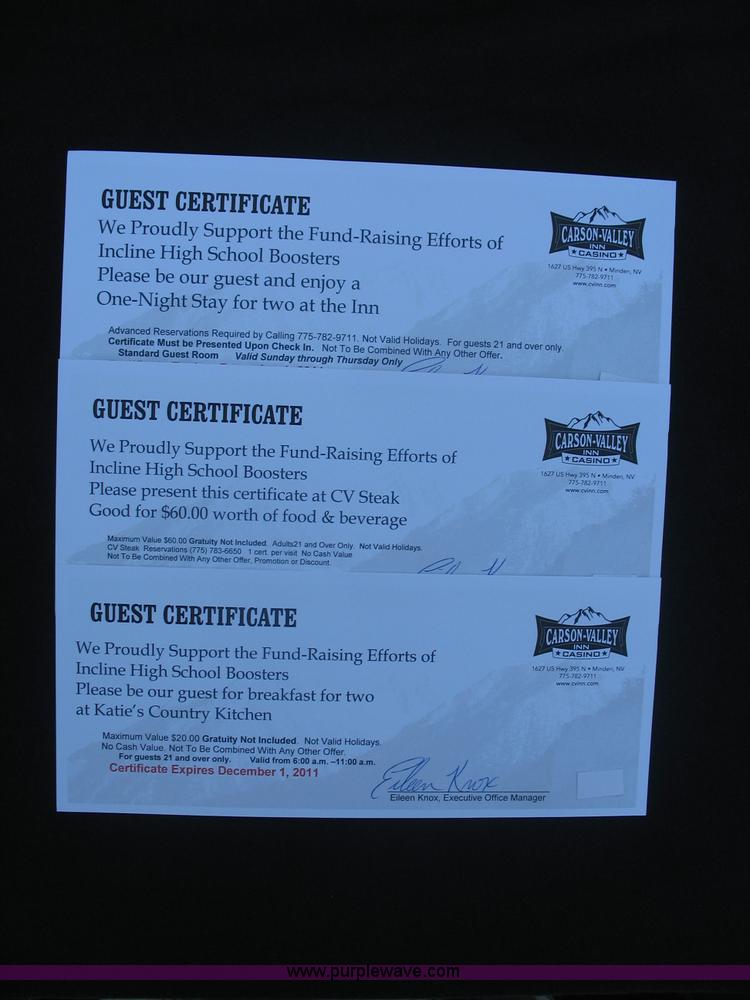 GUEST CERTIFICATE
We Proudly Support the Fund-Raising Efforts of
Incline High School Boosters
Please be our guest and enjoy a
One-Night Stay for two at the Inn
CARSON-VALLEY
INN
★CASINO★
1627 US Hwy 395 N • Minden, NV
775-782-9711
www.cvinn.com
Advanced Reservations Required by Calling 775-782-9711. Not Valid Holidays. For guests 21 and over only.
Certificate Must be Presented Upon Check In. Not To Be Combined With Any Other Offer.
Standard Guest Room Valid Sunday through Thursday Only
GUEST CERTIFICATE
We Proudly Support the Fund-Raising Efforts of
Incline High School Boosters
Please present this certificate at CV Steak
Good for $60.00 worth of food & beverage
CARSON-VALLEY
INN
★CASINO★
1627 US Hwy 395 N • Minden, NV
775-782-9711
www.cvinn.com
Maximum Value $60.00 Gratuity Not Included. Adults21 and Over Only. Not Valid Holidays.
CV Steak Reservations (775) 783-6650 1 cert. per visit No Cash Value
Not To Be Combined With Any Other Offer, Promotion or Discount.
GUEST CERTIFICATE
We Proudly Support the Fund-Raising Efforts of
Incline High School Boosters
Please be our guest for breakfast for two
at Katie's Country Kitchen
CARSON-VALLEY
INN
★CASINO★
1627 US Hwy 395 N • Minden, NV
775-782-9711
www.cvinn.com
Maximum Value $20.00 Gratuity Not Included. Not Valid Holidays.
No Cash Value. Not To Be Combined With Any Other Offer.
For guests 21 and over only. Valid from 6:00 a.m. –11:00 a.m.
Certificate Expires December 1, 2011
Eileen Knox
Eileen Knox, Executive Office Manager
www.purplewave.com